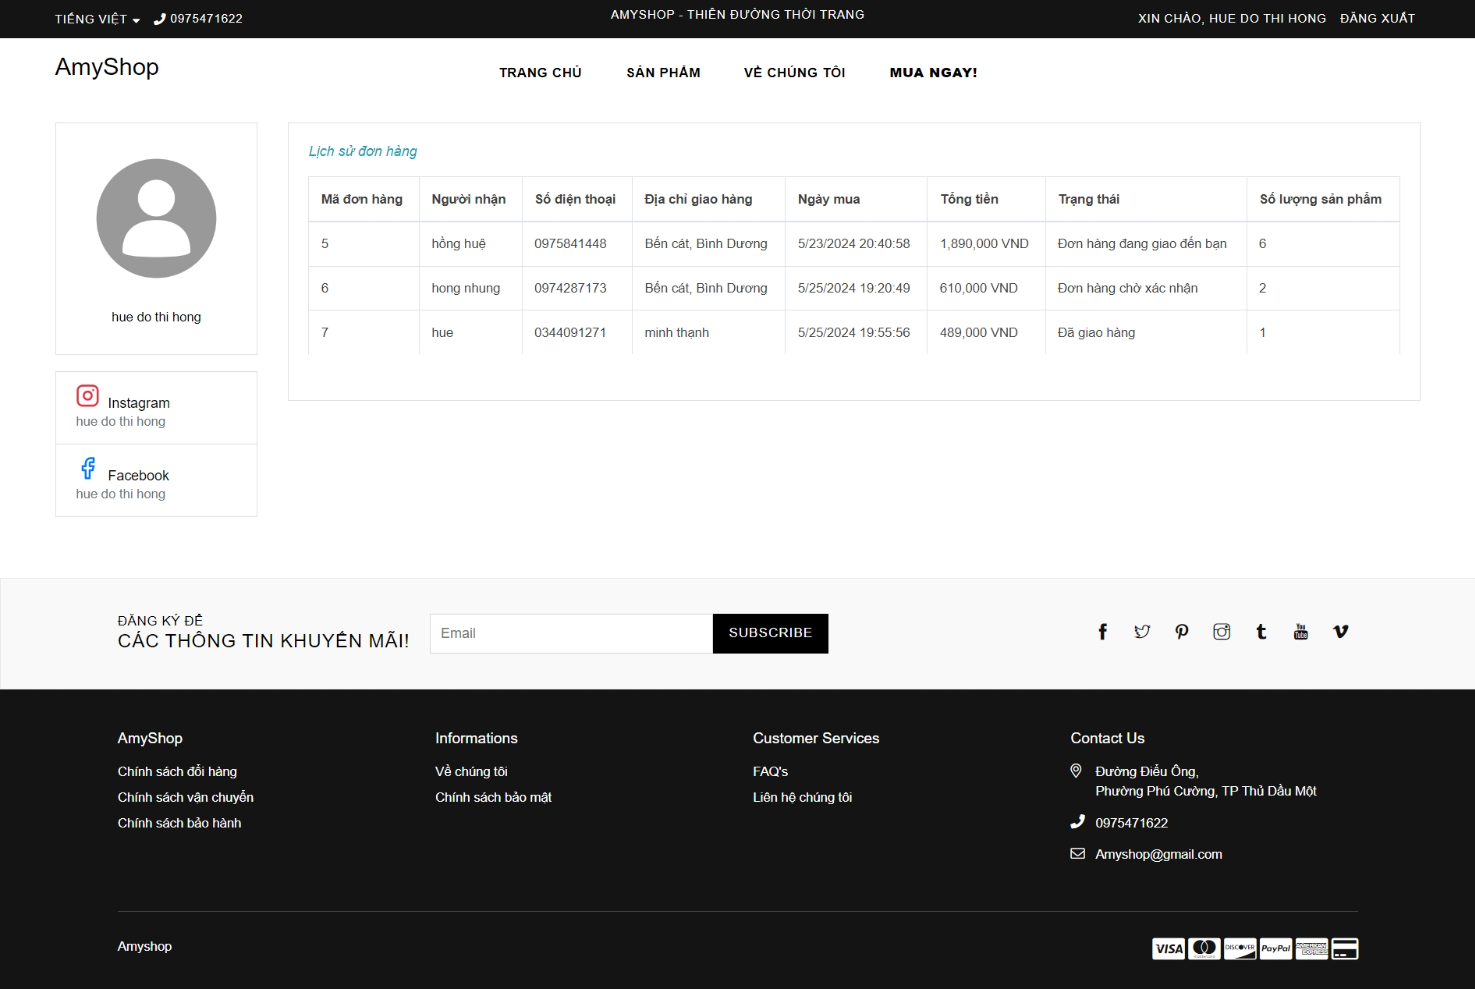 TIẾNG VIỆT 0975471622 AMYSHOP - THIÊN ĐƯỜNG THỜI TRANG XIN CHÀO, HUE DO THI HONG ĐĂNG XUẤT
AmyShop TRANG CHỦ SẢN PHẨM VỀ CHÚNG TÔI MUA NGAY!
hue do thi hong
Instagram
hue do thi hong
Facebook
hue do thi hong
Lịch sử đơn hàng
Mã đơn hàng Người nhận Số điện thoại Địa chỉ giao hàng Ngày mua Tổng tiền Trạng thái Số lượng sản phẩm
5 hồng huệ 0975841448 Bến cát, Bình Dương 5/23/2024 20:40:58 1,890,000 VND Đơn hàng đang giao đến bạn 6
6 hong nhung 0974287173 Bến cát, Bình Dương 5/25/2024 19:20:49 610,000 VND Đơn hàng chờ xác nhận 2
7 hue 0344091271 minh thạnh 5/25/2024 19:55:56 489,000 VND Đã giao hàng 1
ĐĂNG KÝ ĐỂ
CÁC THÔNG TIN KHUYẾN MÃI! Email SUBSCRIBE
You Tube
AmyShop
Chính sách đổi hàng
Chính sách vận chuyển
Chính sách bảo hành
Informations
Về chúng tôi
Chính sách bảo mật
Customer Services
FAQ's
Liên hệ chúng tôi
Contact Us
Đường Điểu Ông,
Phường Phú Cường, TP Thủ Dầu Một
0975471622
Amyshop@gmail.com
Amyshop
VISA DISCOVER PayPal AMERICAN EXPRESS